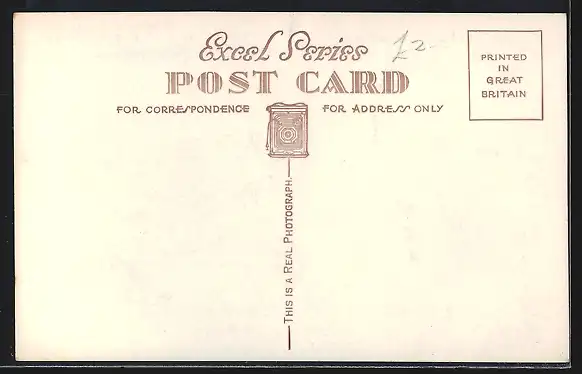 Excel Series
£2-
POST CARD
FOR CORRESPONDENCE
FOR ADDRESS ONLY
PRINTED
IN
GREAT
BRITAIN
THIS IS A REAL PHOTOGRAPH.